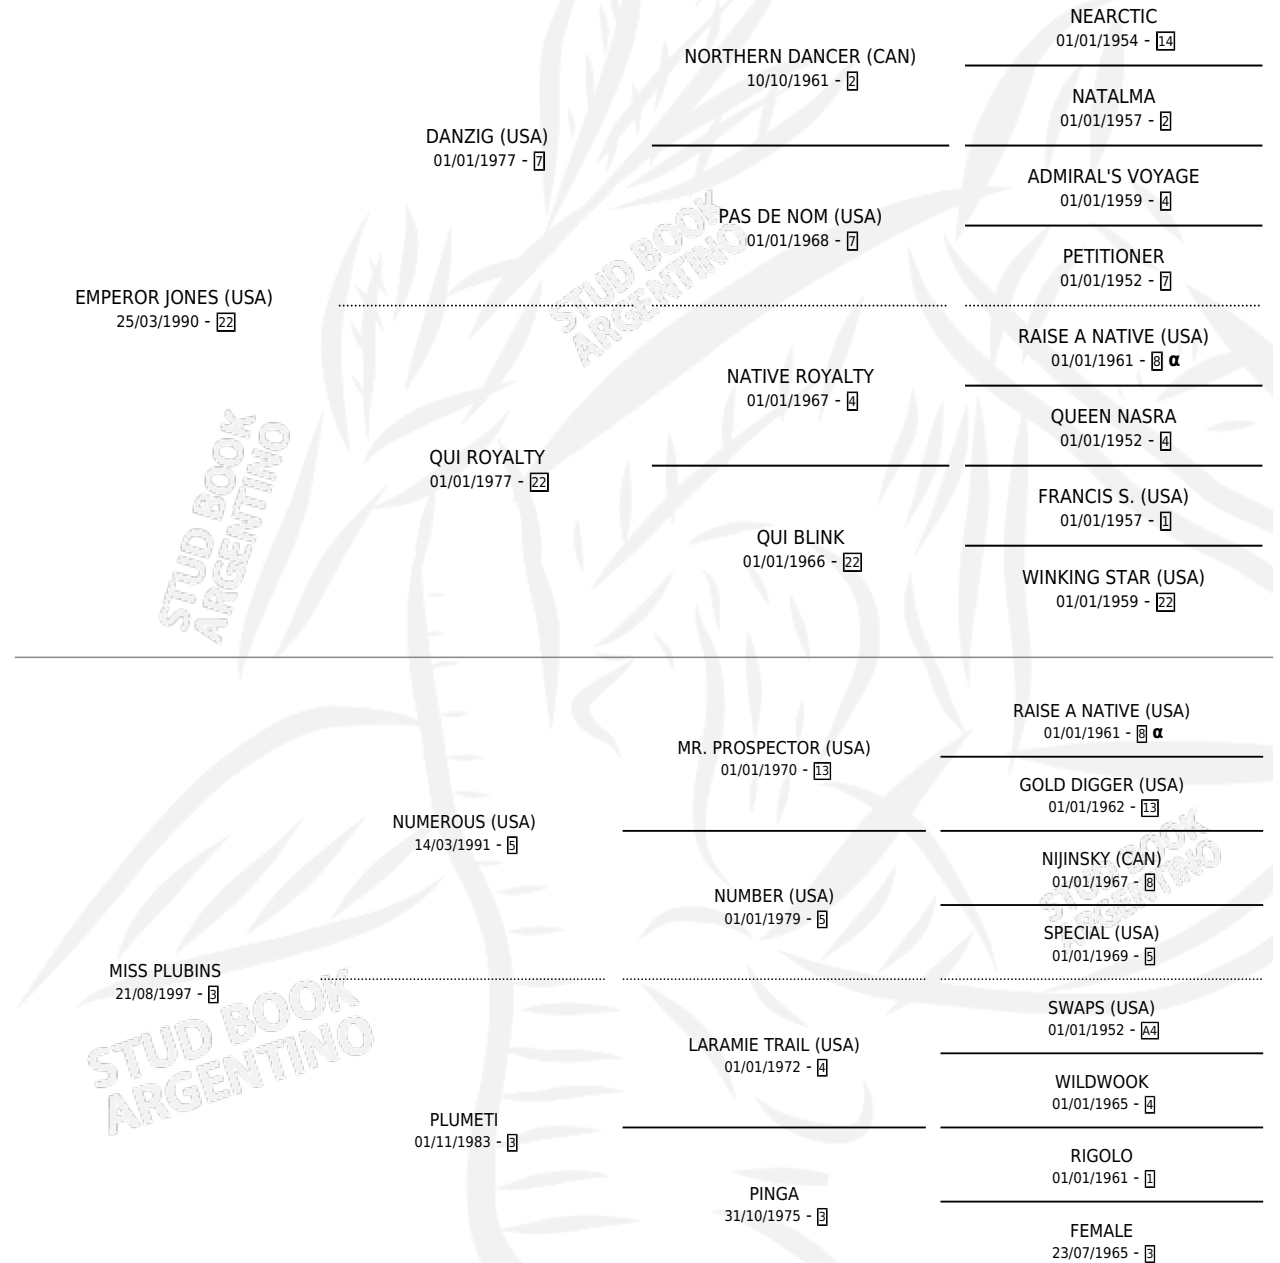 NEARCTIC
01/01/1954 - 14
NORTHERN DANCER (CAN)
10/10/1961 - 2
NATALMA
01/01/1957 - 2
DANZIG (USA)
01/01/1977 - 7
ADMIRAL'S VOYAGE
01/01/1959 - 4
PAS DE NOM (USA)
01/01/1968 - 7
PETITIONER
01/01/1952 - 7
EMPEROR JONES (USA)
25/03/1990 - 22
RAISE A NATIVE (USA)
01/01/1961 - 8 α
NATIVE ROYALTY
01/01/1967 - 4
QUEEN NASRA
01/01/1952 - 4
QUI ROYALTY
01/01/1977 - 22
FRANCIS S. (USA)
01/01/1957 - 1
QUI BLINK
01/01/1966 - 22
WINKING STAR (USA)
01/01/1959 - 22
RAISE A NATIVE (USA)
01/01/1961 - 8 α
MR. PROSPECTOR (USA)
01/01/1970 - 13
GOLD DIGGER (USA)
01/01/1962 - 13
NUMEROUS (USA)
14/03/1991 - 5
NIJINSKY (CAN)
01/01/1967 - 8
NUMBER (USA)
01/01/1979 - 5
SPECIAL (USA)
01/01/1969 - 5
MISS PLUBINS
21/08/1997 - 3
SWAPS (USA)
01/01/1952 - A4
LARAMIE TRAIL (USA)
01/01/1972 - 4
WILDWOOK
01/01/1965 - 4
PLUMETI
01/11/1983 - 3
RIGOLO
01/01/1961 - 1
PINGA
31/10/1975 - 3
FEMALE
23/07/1965 - 3
STUD BOOK
ARGENTINO
STUD BOOK
ARGENTINO
STUD BOOK
ARGENTINO
STUD BOOK
ARGENTINO